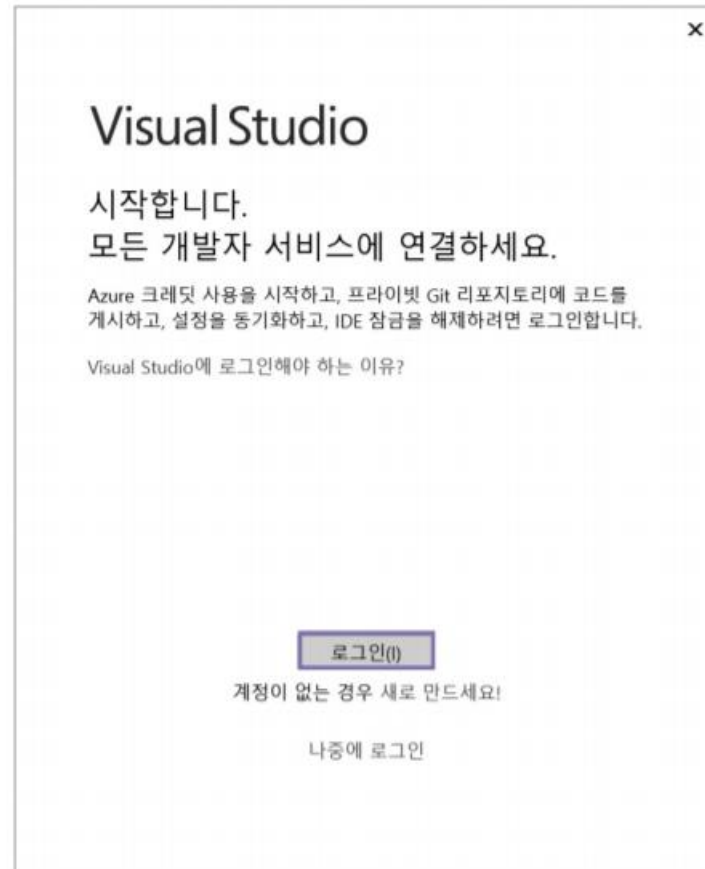 Visual Studio
시작합니다.
모든 개발자 서비스에 연결하세요.
Azure 크레딧 사용을 시작하고, 프라이빗 Git 리포지토리에 코드를
게시하고, 설정을 동기화하고, IDE 잠금을 해제하려면 로그인합니다.
Visual Studio에 로그인해야 하는 이유?
로그인(I)
계정이 없는 경우 새로 만드세요!
나중에 로그인